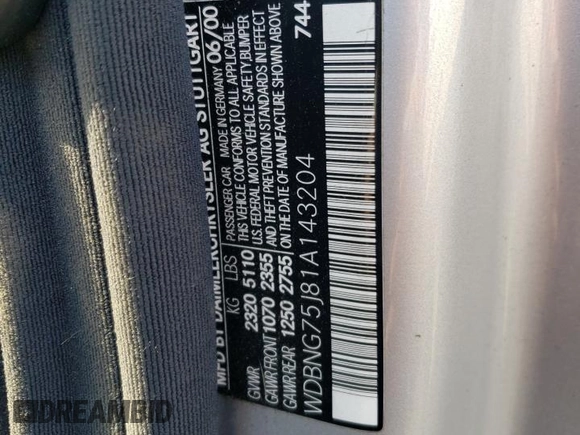 MFD BY DAIMLERCHRYSLER AG STUTTGART
PASSENGER CAR MADE IN GERMANY 06/00
KG LBS THIS VEHICLE CONFORMS TO ALL APPLICABLE
GVWR 2320 5110 U.S. FEDERAL MOTOR VEHICLE SAFETY, BUMPER
GAWR FRONT 1070 2355 AND THEFT PREVENTION STANDARDS IN EFFECT
GAWR REAR 1250 2755 ON THE DATE OF MANUFACTURE SHOWN ABOVE
WDBNG75J81A143204 744
DREAMBID